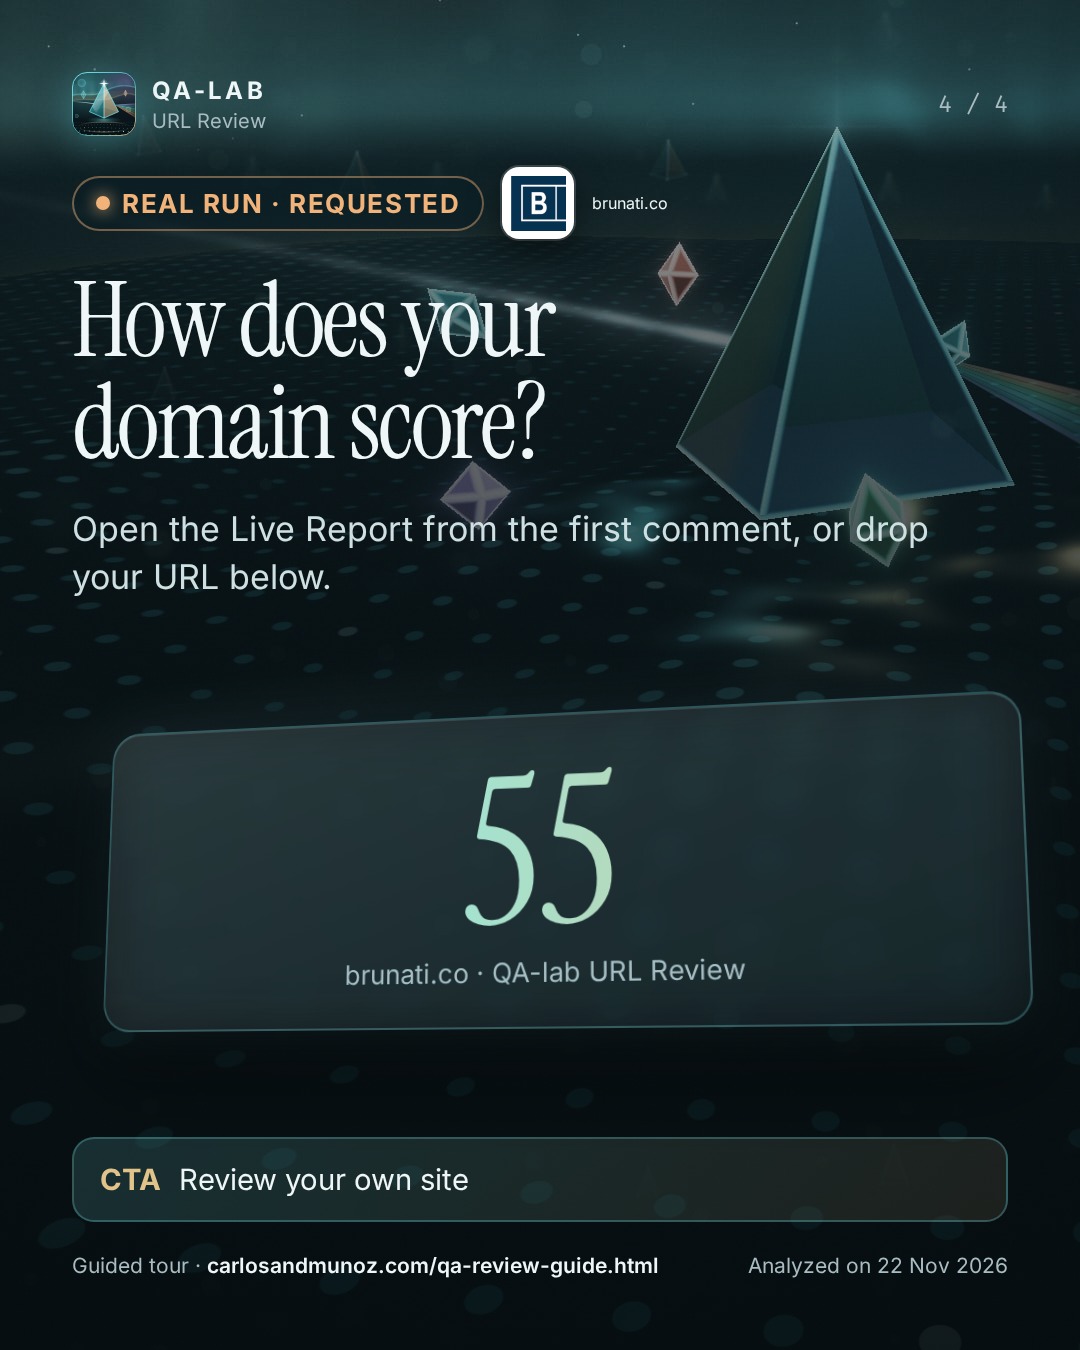 QA-LAB
URL Review
4 / 4
REAL RUN · REQUESTED
B
brunati.co
How does your
domain score?
Open the Live Report from the first comment, or drop
your URL below.
55
brunati.co · QA-lab URL Review
CTA Review your own site
Guided tour · carlosandmunoz.com/qa-review-guide.html
Analyzed on 22 Nov 2026